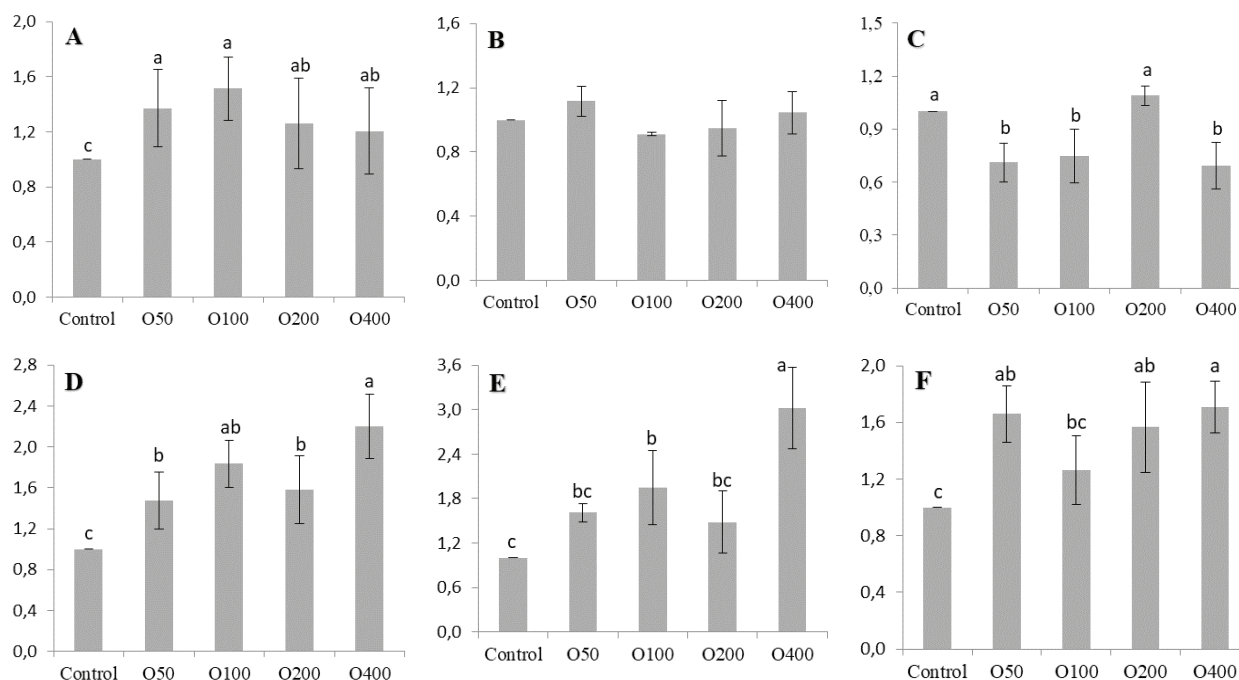 A
2,0
1,6
1,2
0,8
0,4
0,0
c
a
a
ab
ab
Control O50 O100 O200 O400
B
1,6
1,2
0,8
0,4
0,0
Control O50 O100 O200 O400
C
1,5
1,2
0,9
0,6
0,3
0,0
a
b
b
a
b
Control O50 O100 O200 O400
D
2,8
2,4
2,0
1,6
1,2
0,8
0,4
0,0
c
b
ab
b
a
Control O50 O100 O200 O400
E
3,6
3,0
2,4
1,8
1,2
0,6
0,0
c
bc
b
bc
a
Control O50 O100 O200 O400
F
2,0
1,6
1,2
0,8
0,4
0,0
c
ab
bc
ab
a
Control O50 O100 O200 O400